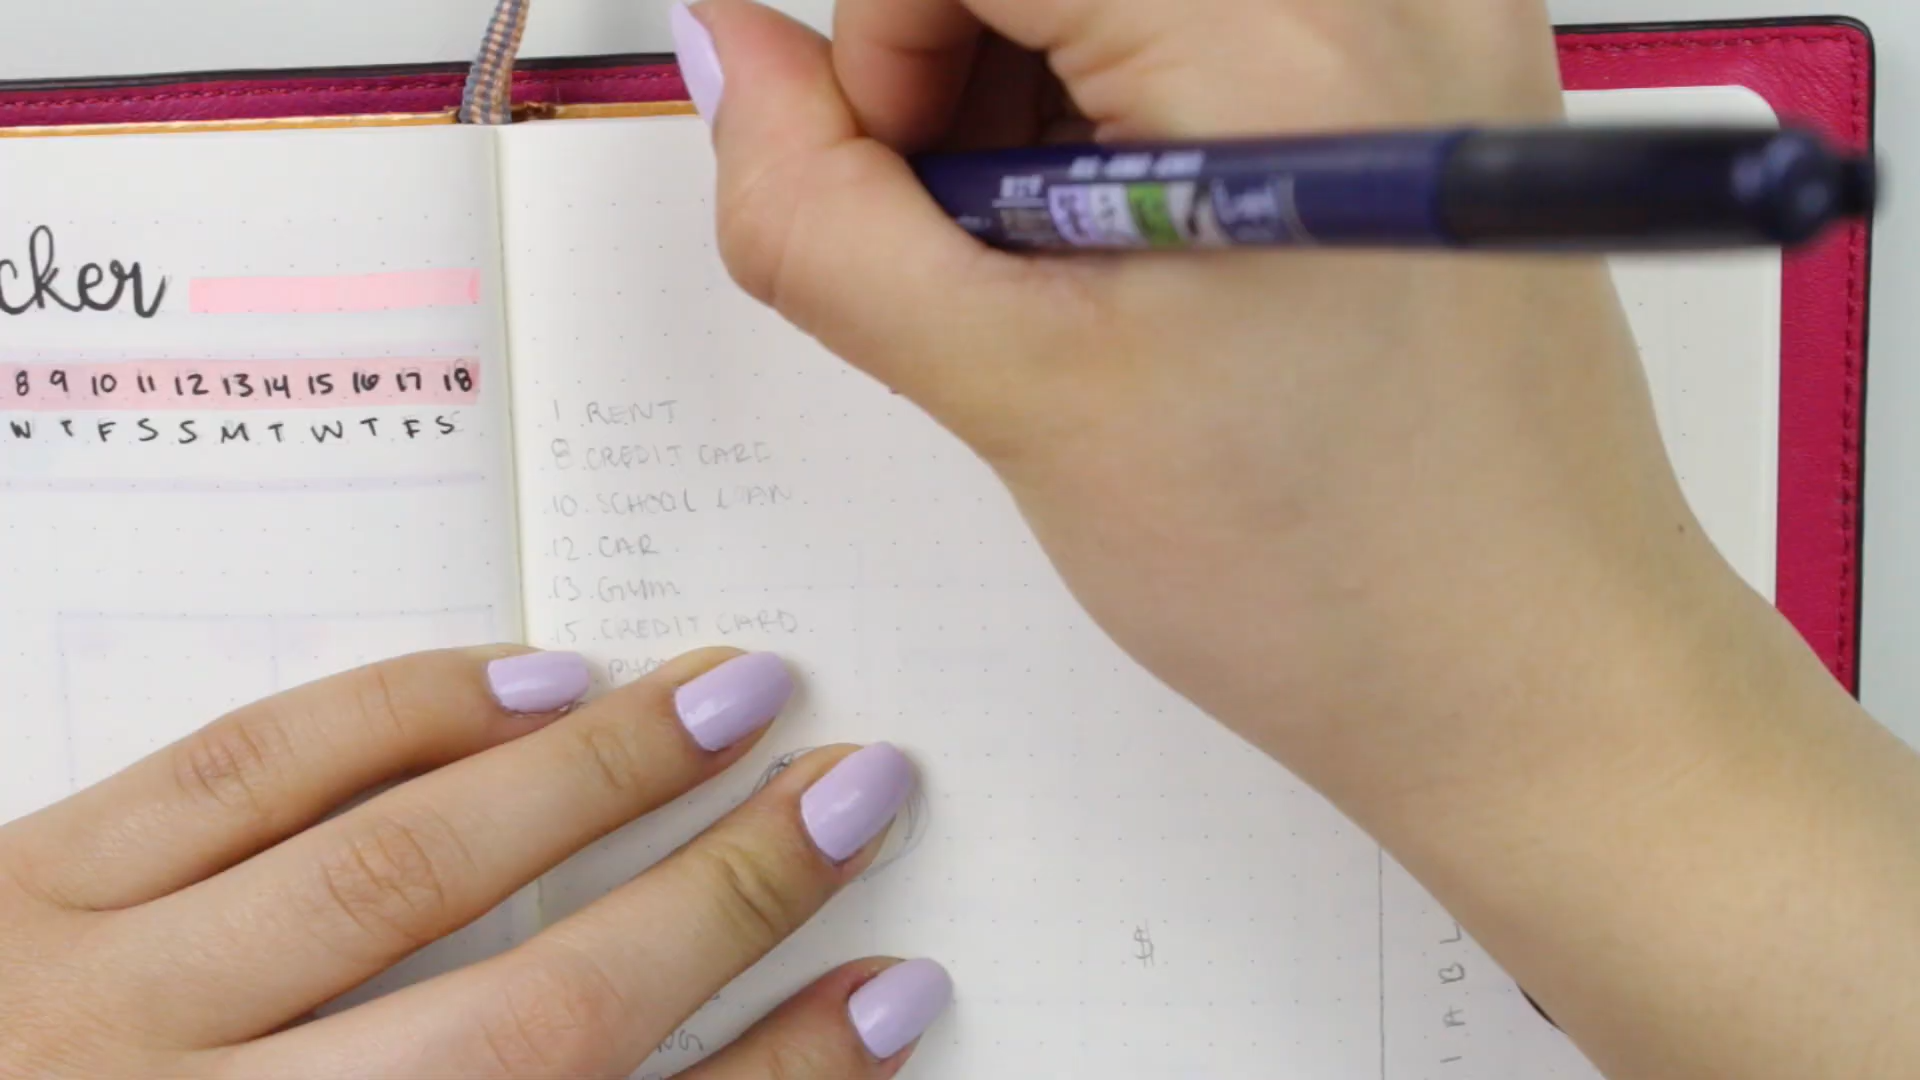 cker
8 9 10 11 12 13 14 15 16 17 18
W T F S S M T W T F S
1 RENT
8 CREDIT CARD
10 SCHOOL LOAN
12 CAR
13 GYM
15 CREDIT CARD
$